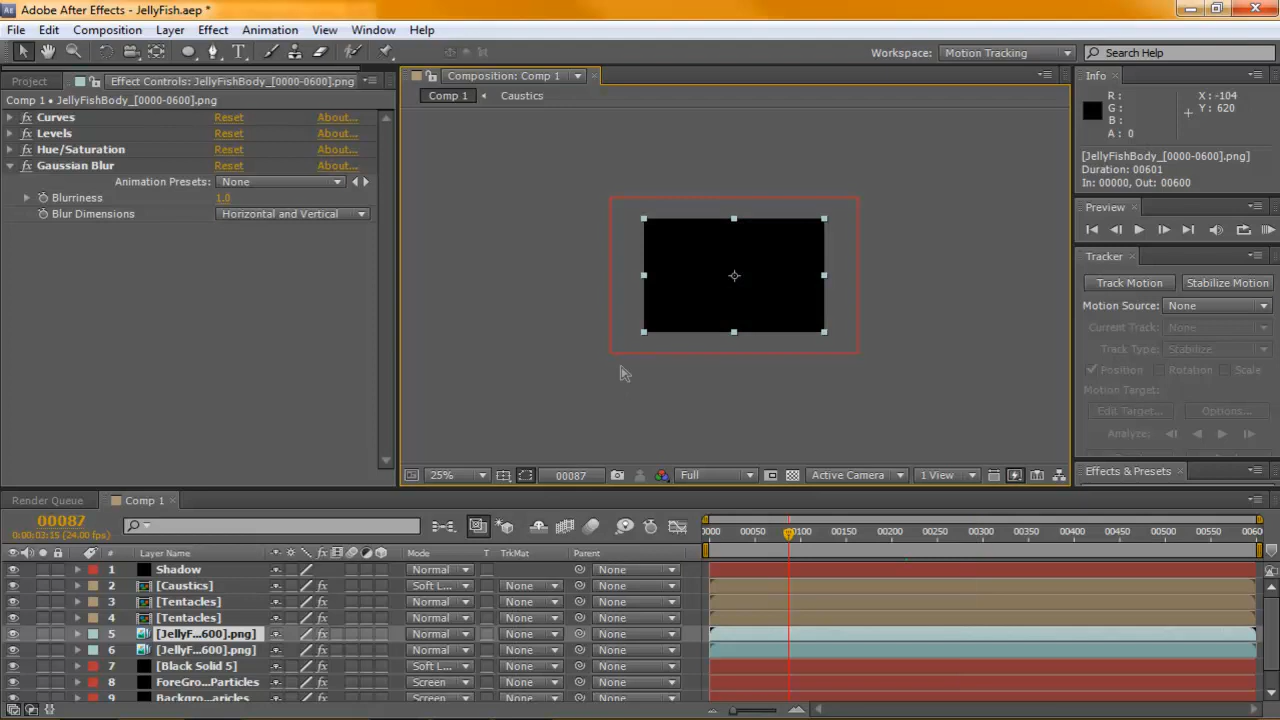 Adobe After Effects - JellyFish.aep *
File Edit Composition Layer Effect Animation View Window Help
Workspace: Motion Tracking Search Help
Project Effect Controls: JellyFishBody_[0000-0600].png
Comp 1 • JellyFishBody_[0000-0600].png
fx Curves Reset About...
fx Levels Reset About...
fx Hue/Saturation Reset About...
fx Gaussian Blur Reset About...
Animation Presets: None
Blurriness 1.0
Blur Dimensions Horizontal and Vertical
Composition: Comp 1
Comp 1 Caustics
25% 00087 Full Active Camera 1 View
Info
R : X : -104
G : Y : 620
B :
A : 0
[JellyFishBody_[0000-0600].png]
Duration: 00601
In: 00000, Out: 00600
Preview
Tracker
Track Motion Stabilize Motion
Motion Source: None
Current Track: None
Track Type: Stabilize
Position Rotation Scale
Motion Target:
Edit Target... Options...
Analyze:
Effects & Presets
Render Queue Comp 1
00087
0:00:03:15 (24.00 fps)
0000 00050 00100 00150 00200 00250 00300 00350 00400 00450 00500 00550 0060
# Layer Name fx Mode T TrkMat Parent
1 Shadow Normal None
2 [Caustics] fx Soft L... None None
3 [Tentacles] fx Normal None None
4 [Tentacles] fx Normal None None
5 [JellyF...600].png] fx Normal None None
6 [JellyF...600].png] fx Normal None None
7 [Black Solid 5] fx Soft L... None None
8 ForeGro...Particles fx Screen None None
9 Backgro...articles fx Screen None None